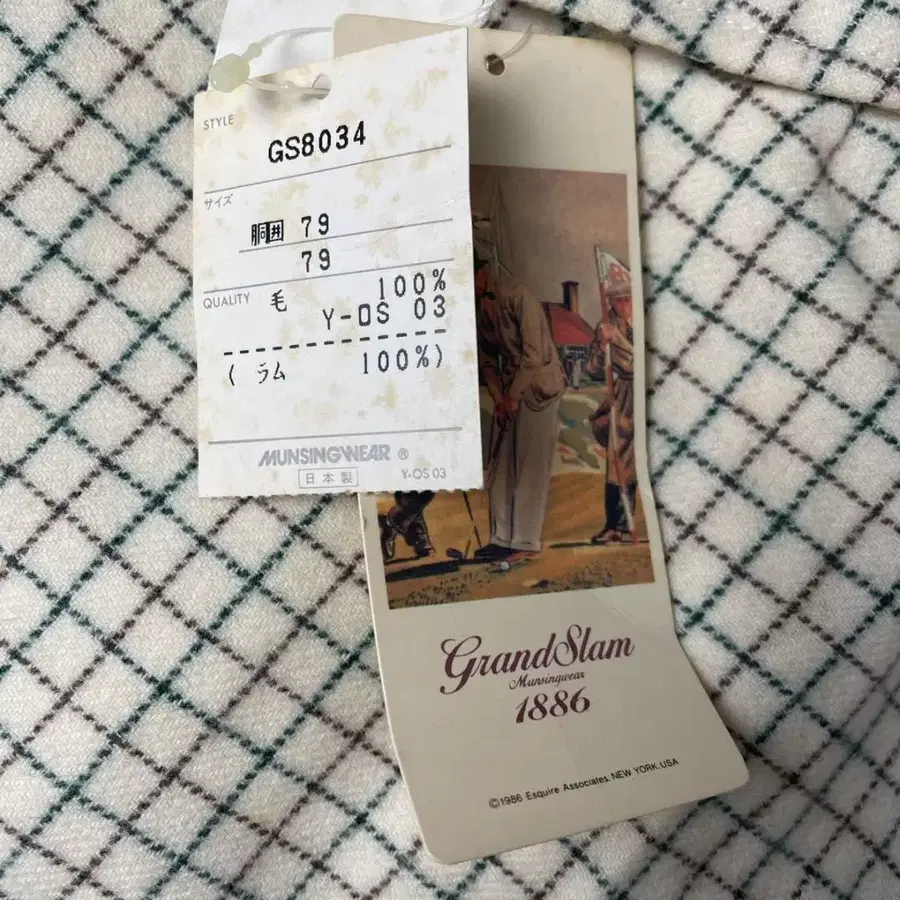 STYLE
GS8034
サイズ
胴囲 79
79
QUALITY 毛 100%
Y-OS 03
( ラム 100%)
MUNSINGWEAR ®
日本製
Y-OS 03
GrandSlam
Munsingwear
1886
©1986 Esquire Associates. NEW YORK.USA